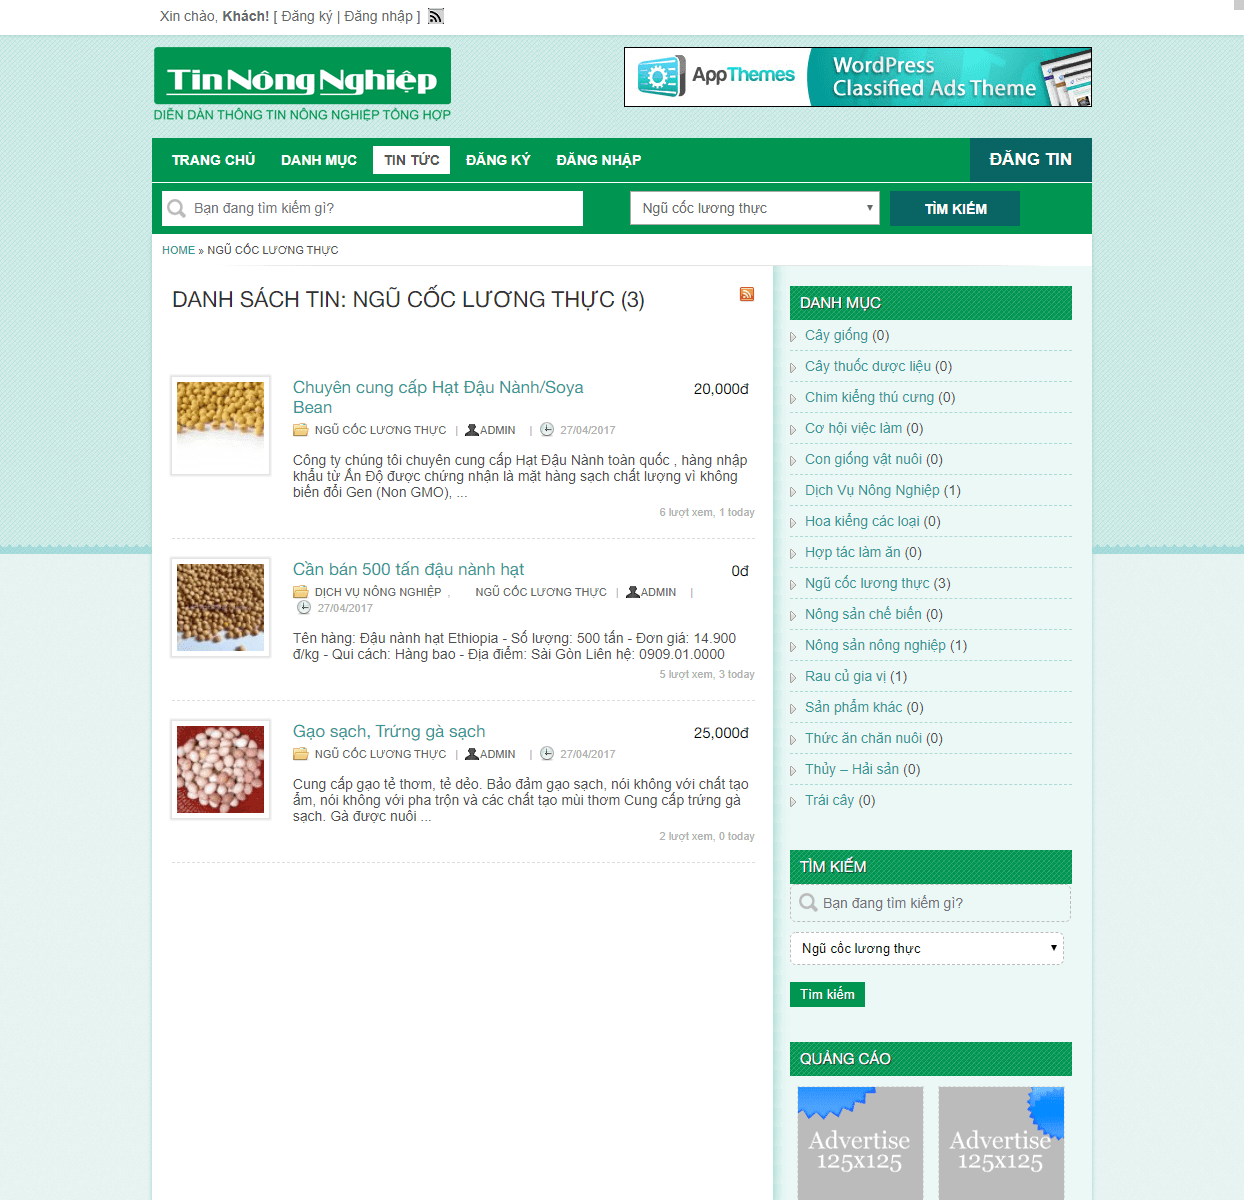 Xin chào, Khách! [ Đăng ký | Đăng nhập ]
Tin Nông Nghiệp
DIỄN DÀN THÔNG TIN NÔNG NGHIỆP TỔNG HỢP
AppThemes
WordPress
Classified Ads Theme
TRANG CHỦ
DANH MỤC
TIN TỨC
ĐĂNG KÝ
ĐĂNG NHẬP
ĐĂNG TIN
Bạn đang tìm kiếm gì?
Ngũ cốc lương thực
TÌM KIẾM
HOME » NGŨ CỐC LƯƠNG THỰC
DANH SÁCH TIN: NGŨ CỐC LƯƠNG THỰC (3)
Chuyên cung cấp Hạt Đậu Nành/Soya
Bean
20,000đ
NGŨ CỐC LƯƠNG THỰC | ADMIN | 27/04/2017
Công ty chúng tôi chuyên cung cấp Hạt Đậu Nành toàn quốc , hàng nhập
khẩu từ Ấn Độ được chứng nhận là mặt hàng sạch chất lượng vì không
biến đổi Gen (Non GMO), ...
6 lượt xem, 1 today
Cần bán 500 tấn đậu nành hạt
0đ
DỊCH VỤ NÔNG NGHIỆP , NGŨ CỐC LƯƠNG THỰC | ADMIN |
27/04/2017
Tên hàng: Đậu nành hạt Ethiopia - Số lượng: 500 tấn - Đơn giá: 14.900
đ/kg - Qui cách: Hàng bao - Địa điểm: Sài Gòn Liên hệ: 0909.01.0000
5 lượt xem, 3 today
Gạo sạch, Trứng gà sạch
25,000đ
NGŨ CỐC LƯƠNG THỰC | ADMIN | 27/04/2017
Cung cấp gạo tẻ thơm, tẻ dẻo. Bảo đảm gạo sạch, nói không với chất tạo
ẩm, nói không với pha trộn và các chất tạo mùi thơm Cung cấp trứng gà
sạch. Gà được nuôi ...
2 lượt xem, 0 today
DANH MỤC
Cây giống (0)
Cây thuốc dược liệu (0)
Chim kiểng thú cưng (0)
Cơ hội việc làm (0)
Con giống vật nuôi (0)
Dịch Vụ Nông Nghiệp (1)
Hoa kiểng các loại (0)
Hợp tác làm ăn (0)
Ngũ cốc lương thực (3)
Nông sản chế biến (0)
Nông sản nông nghiệp (1)
Rau củ gia vị (1)
Sản phẩm khác (0)
Thức ăn chăn nuôi (0)
Thủy – Hải sản (0)
Trái cây (0)
TÌM KIẾM
Bạn đang tìm kiếm gì?
Ngũ cốc lương thực
Tìm kiếm
QUẢNG CÁO
Advertise
125x125
Advertise
125x125